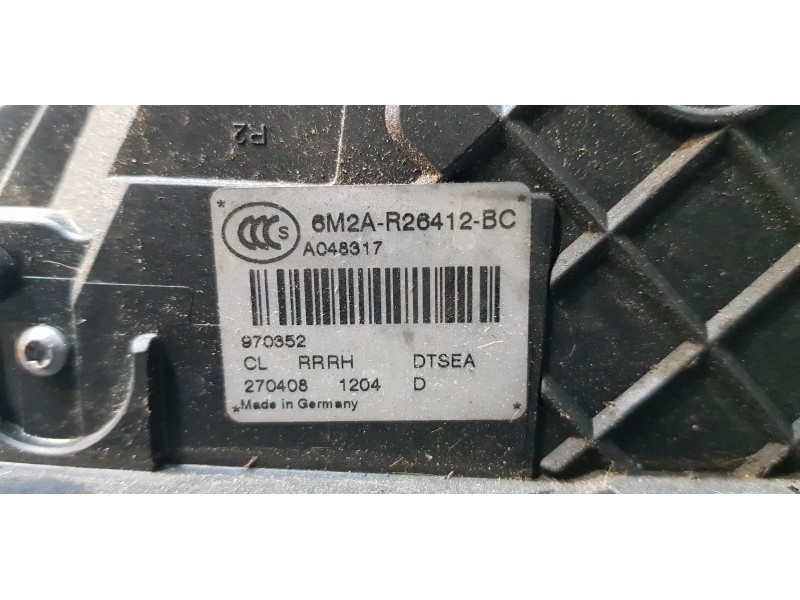 R2
CCC S
6M2A-R26412-BC
A048317
970352
CL RRRH DTSEA
270408 1204 D
Made in Germany